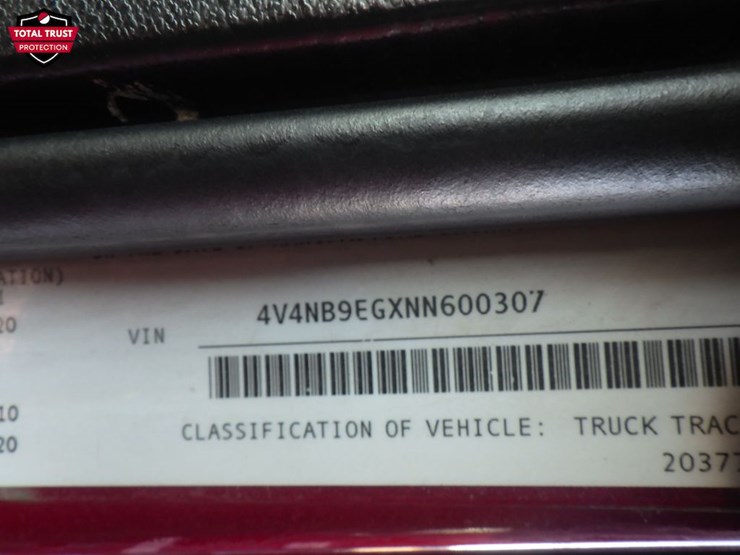 TOTAL TRUST
PROTECTION
ATION)
20
VIN
4V4NB9EGXNN600307
10
20
CLASSIFICATION OF VEHICLE: TRUCK TRAC
2037